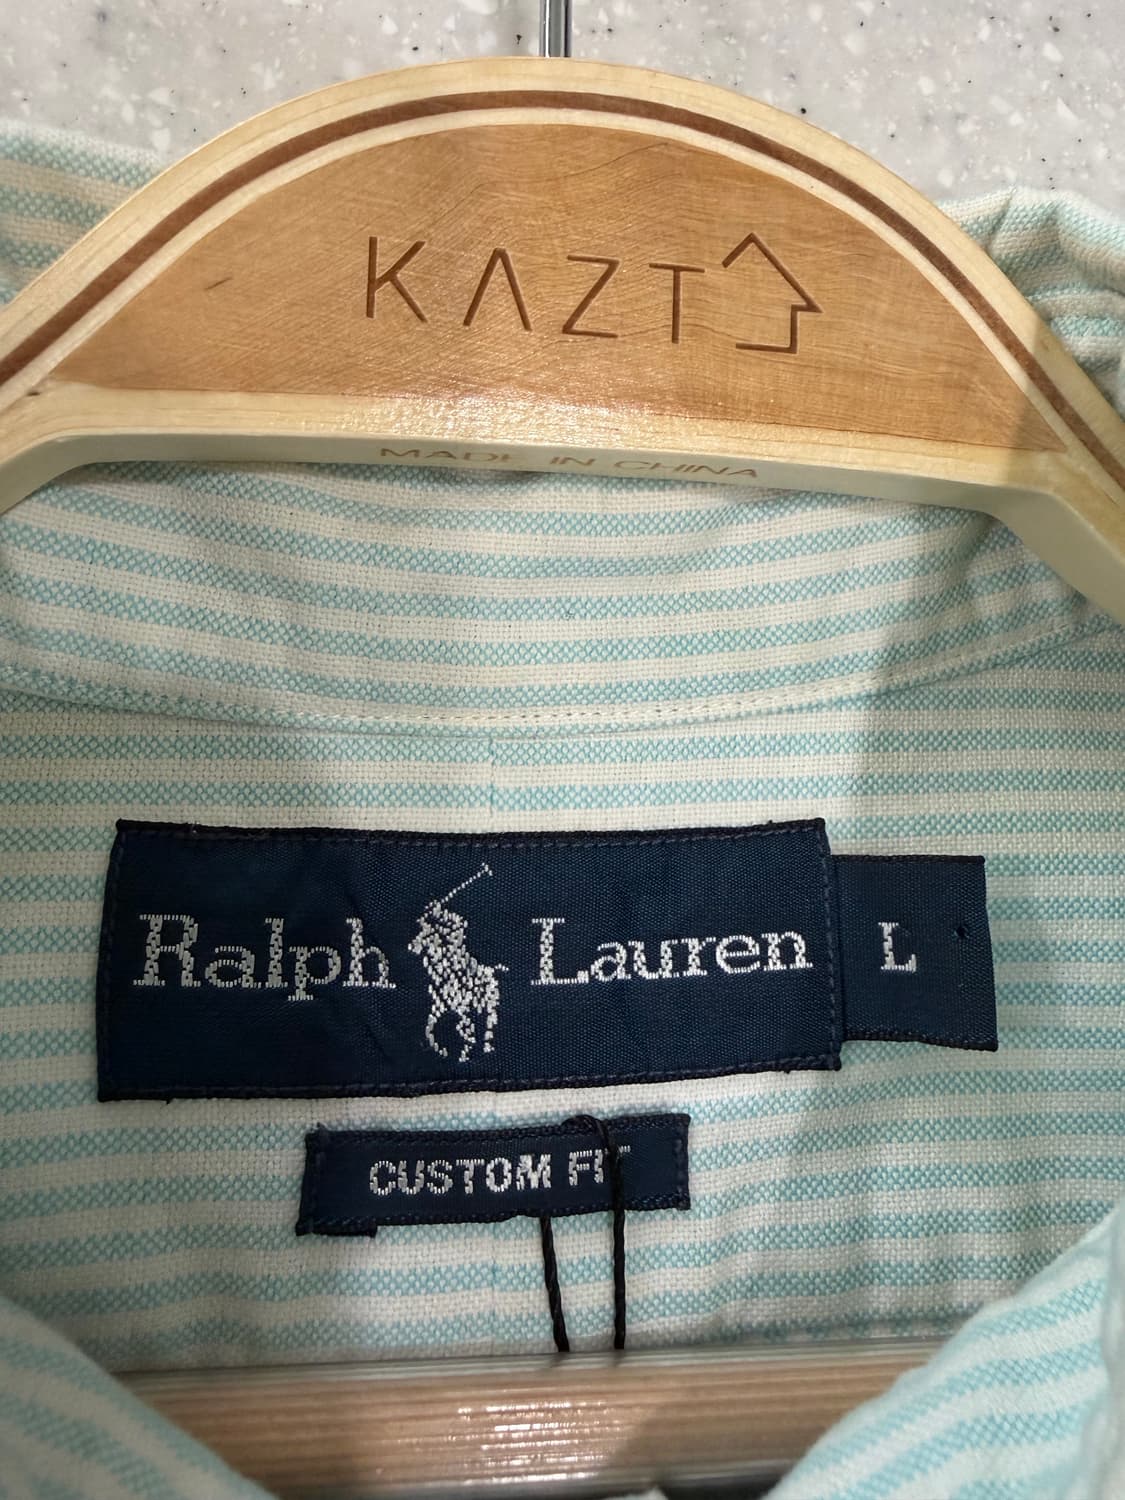 KAZT
MADE IN CHINA
Ralph Lauren
L
CUSTOM FIT